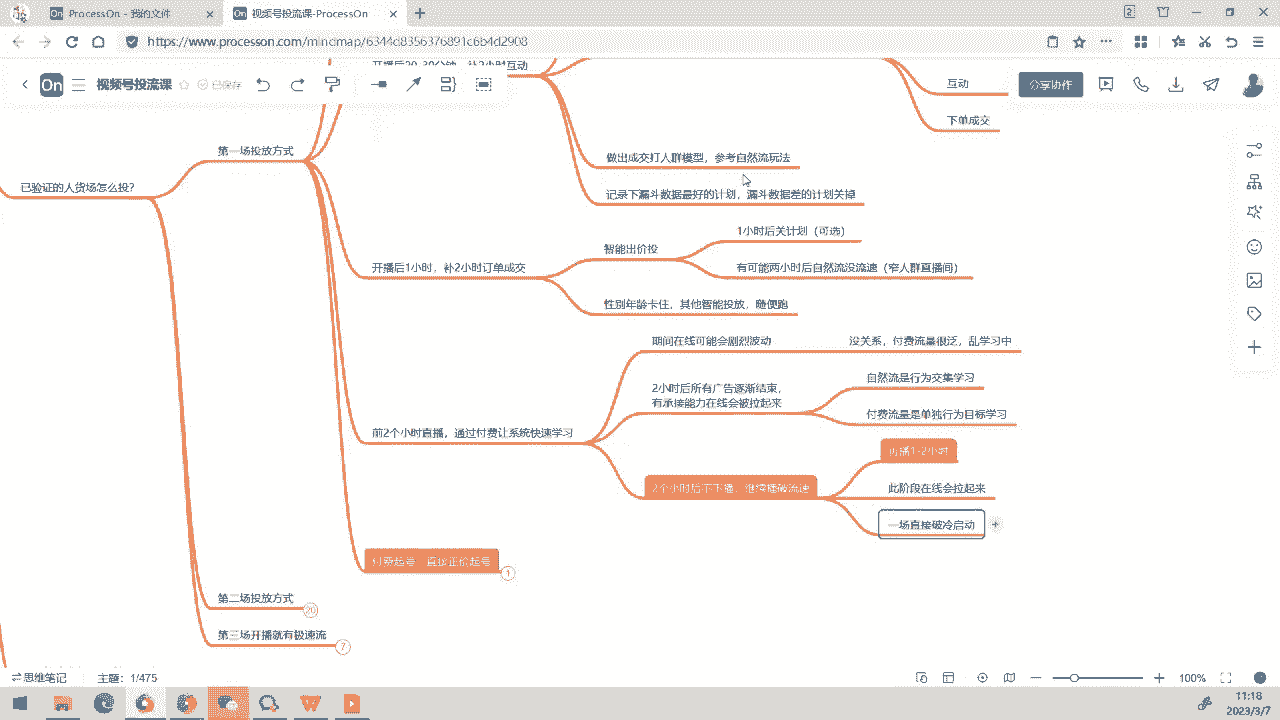 ProcessOn - 我的文件
视频号投流课-ProcessOn
2
https://www.processon.com/mindmap/6344d8356376891c6b4d2908
On
视频号投流课
已保存
分享协作
互动
下单成交
第一场投放方式
做出成交打人群模型，参考自然流玩法
已验证的人货场怎么投？
记录下漏斗数据最好的计划，漏斗数据差的计划关掉
1小时后关计划（可选）
智能出价投
开播后1小时，补2小时订单成交
有可能两小时后自然流没流速（窄人群直播间）
性别年龄卡住，其他智能投放，随便跑
期间在线可能会剧烈波动
没关系，付费流量很泛，乱学习中
自然流是行为交集学习
2小时后所有广告逐渐结束，
有承接能力在线会被拉起来
付费流量是单独行为目标学习
前2个小时直播，通过付费让系统快速学习
再播1-2小时
2个小时后不下播，继续播破流速
此阶段在线会拉起来
一场直接破冷启动
付费起号，直接正价起号
1
第二场投放方式
20
第三场开播就有极速流
7
思维笔记
主题：1/475
100%
11:18
2023/3/7